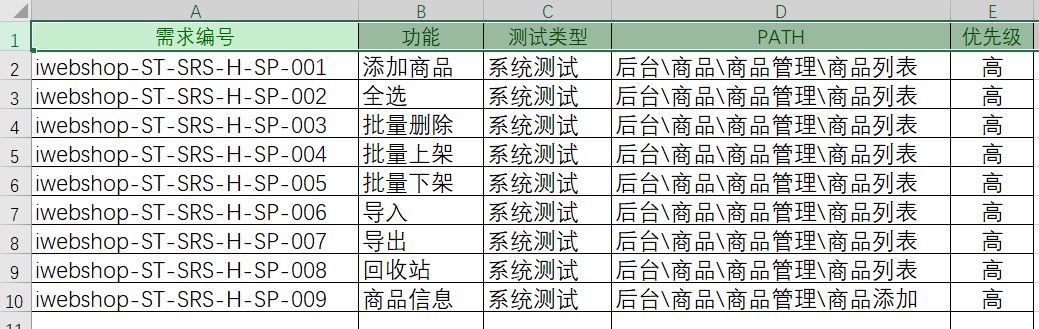 A B C D E
1 需求编号 功能 测试类型 PATH 优先级
2 iwebshop-ST-SRS-H-SP-001 添加商品 系统测试 后台\商品\商品管理\商品列表 高
3 iwebshop-ST-SRS-H-SP-002 全选 系统测试 后台\商品\商品管理\商品列表 高
4 iwebshop-ST-SRS-H-SP-003 批量删除 系统测试 后台\商品\商品管理\商品列表 高
5 iwebshop-ST-SRS-H-SP-004 批量上架 系统测试 后台\商品\商品管理\商品列表 高
6 iwebshop-ST-SRS-H-SP-005 批量下架 系统测试 后台\商品\商品管理\商品列表 高
7 iwebshop-ST-SRS-H-SP-006 导入 系统测试 后台\商品\商品管理\商品列表 高
8 iwebshop-ST-SRS-H-SP-007 导出 系统测试 后台\商品\商品管理\商品列表 高
9 iwebshop-ST-SRS-H-SP-008 回收站 系统测试 后台\商品\商品管理\商品列表 高
10 iwebshop-ST-SRS-H-SP-009 商品信息 系统测试 后台\商品\商品管理\商品添加 高
11